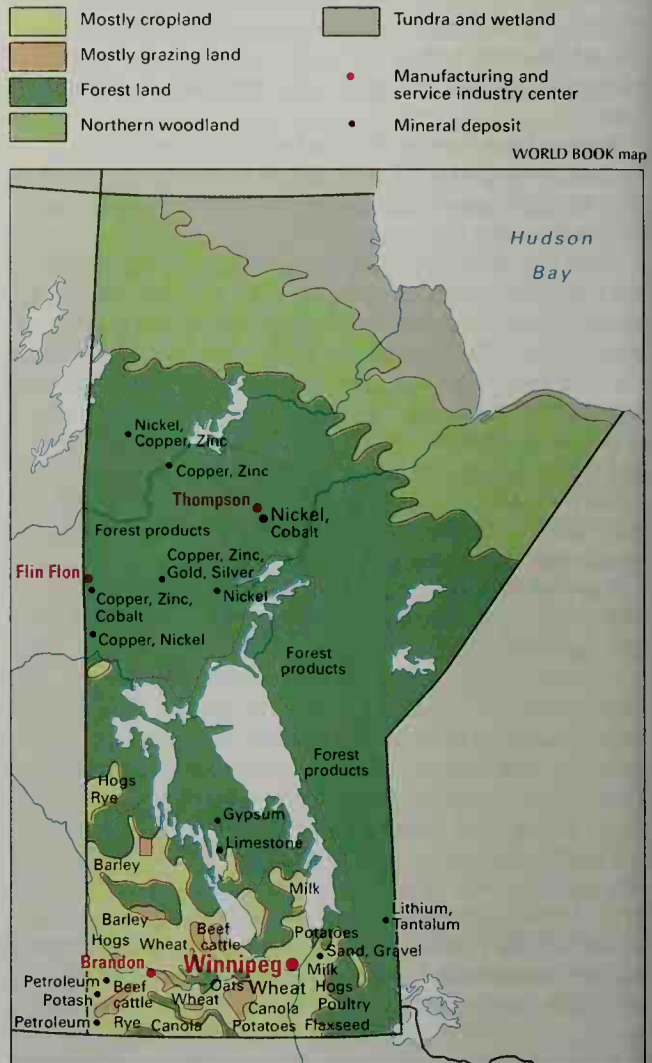 Mostly cropland
Mostly grazing land
Forest land
Northern woodland
Tundra and wetland
Manufacturing and
service industry center
Mineral deposit
WORLD BOOK map
Hudson
Bay
Nickel,
Copper, Zinc
Copper, Zinc
Thompson
Nickel,
Cobalt
Forest products
Copper, Zinc,
Gold, Silver
Flin Flon
Nickel
Copper, Zinc,
Cobalt
Copper, Nickel
Forest
products
Forest
products
Hogs
Rye
Gypsum
Limestone
Barley
Milk
Lithium,
Tantalum
Barley
Beef
cattle
Potatoes
Hogs
Wheat
Sand, Gravel
Brandon
Winnipeg
Milk
Petroleum
Beef
cattle
Oats
Wheat
Wheat
Hogs
Potash
Canola
Poultry
Petroleum
Rye
Canola
Potatoes
Flaxseed